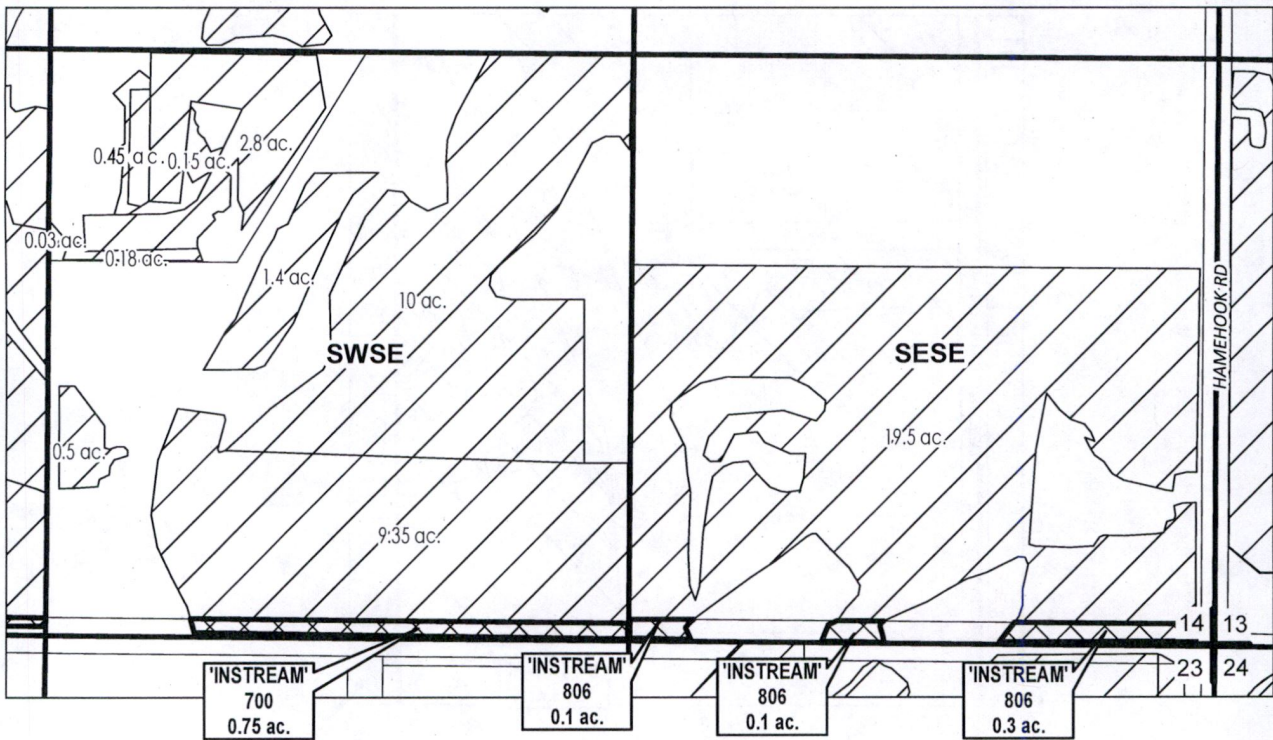 0.45 ac.
0.15 ac.
2.8 ac.
0.03 ac.
0.18 ac.
1.4 ac.
10 ac.
HAMEHOOK RD
SWSE
SESE
0.5 ac.
19.5 ac.
9.35 ac.
14
13
23
24
'INSTREAM'
700
0.75 ac.
'INSTREAM'
806
0.1 ac.
'INSTREAM'
806
0.1 ac.
'INSTREAM'
806
0.3 ac.